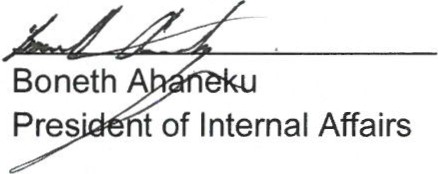 Boneth Ahaneku
President of Internal Affairs